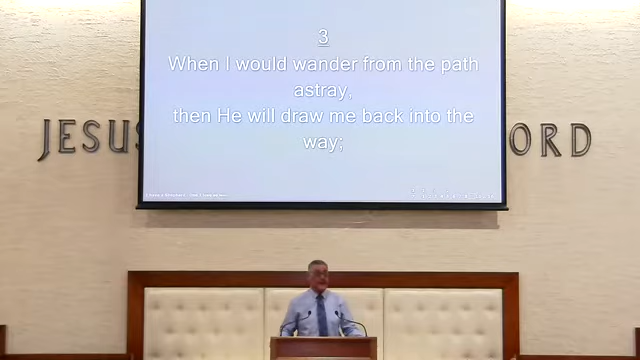 3
When I would wander from the path
astray,
then He will draw me back into the
way;
JESUS
ORD